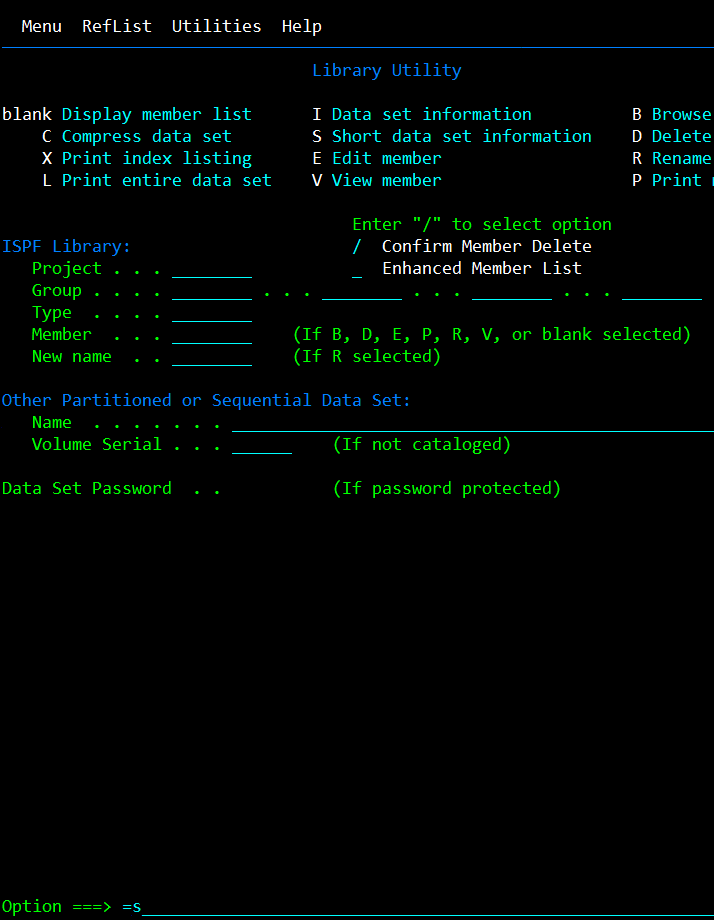 Menu RefList Utilities Help
Library Utility
blank Display member list I Data set information B Browse
C Compress data set S Short data set information D Delete
X Print index listing E Edit member R Rename
L Print entire data set V View member P Print
Enter "/" to select option
ISPF Library: / Confirm Member Delete
Project . . . ________ _ Enhanced Member List
Group . . . . ________ . . . ________ . . . ________ . . . ________
Type . . . . ________
Member . . . ________ (If B, D, E, P, R, V, or blank selected)
New name . . ________ (If R selected)
Other Partitioned or Sequential Data Set:
Name . . . . . . . ________________________________________________
Volume Serial . . . ______ (If not cataloged)
Data Set Password . . (If password protected)
Option ===> =s_________________________________________________________